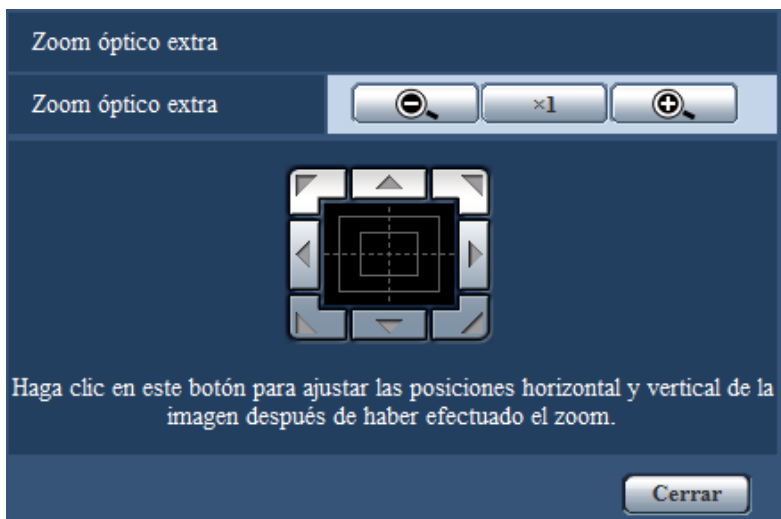 Zoom óptico extra
Zoom óptico extra
×1
Haga clic en este botón para ajustar las posiciones horizontal y vertical de la
imagen después de haber efectuado el zoom.
Cerrar